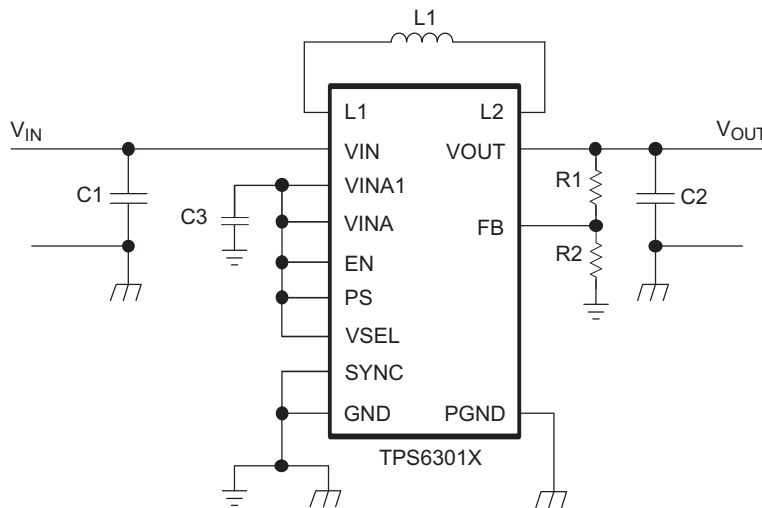 L1
L1 L2
V_IN V_OUT
VIN VOUT
VINA1 R1
C1 C2
C3
VINA FB
R2
EN
PS
VSEL
SYNC
GND PGND
TPS6301X